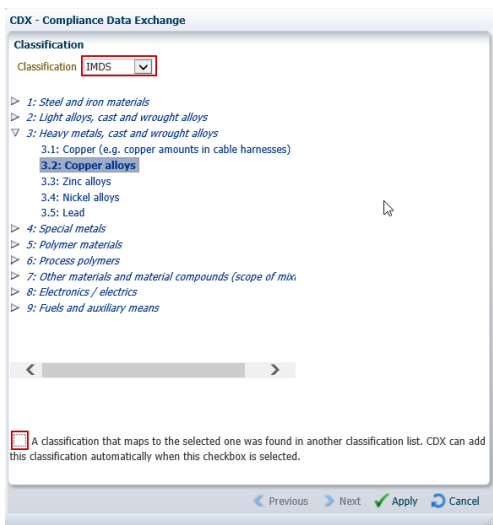 CDX - Compliance Data Exchange
Classification
Classification IMDS
1: Steel and iron materials
2: Light alloys, cast and wrought alloys
3: Heavy metals, cast and wrought alloys
3.1: Copper (e.g. copper amounts in cable harnesses)
3.2: Copper alloys
3.3: Zinc alloys
3.4: Nickel alloys
3.5: Lead
4: Special metals
5: Polymer materials
6: Process polymers
7: Other materials and material compounds (scope of mix
8: Electronics / electrics
9: Fuels and auxiliary means
A classification that maps to the selected one was found in another classification list. CDX can add
this classification automatically when this checkbox is selected.
Previous Next Apply Cancel